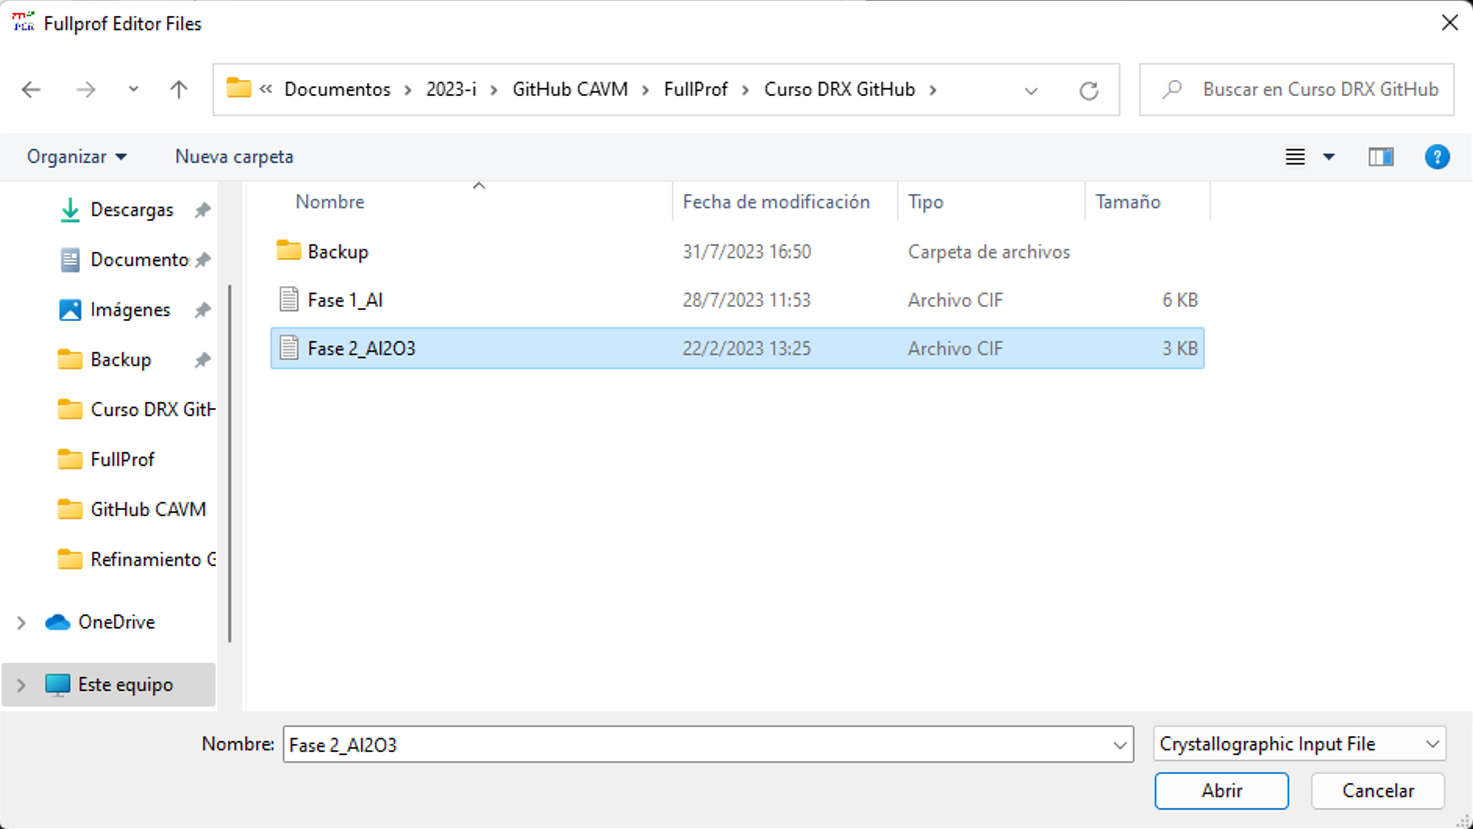 Fullprof Editor Files
« Documentos > 2023-i > GitHub CAVM > FullProf > Curso DRX GitHub >
Buscar en Curso DRX GitHub
Organizar
Nueva carpeta
Nombre
Fecha de modificación
Tipo
Tamaño
Backup 31/7/2023 16:50 Carpeta de archivos
Fase 1_Al 28/7/2023 11:53 Archivo CIF 6 KB
Fase 2_Al2O3 22/2/2023 13:25 Archivo CIF 3 KB
Descargas
Documento
Imágenes
Backup
Curso DRX GitH
FullProf
GitHub CAVM
Refinamiento G
OneDrive
Este equipo
Nombre: Fase 2_Al2O3
Crystallographic Input File
Abrir
Cancelar